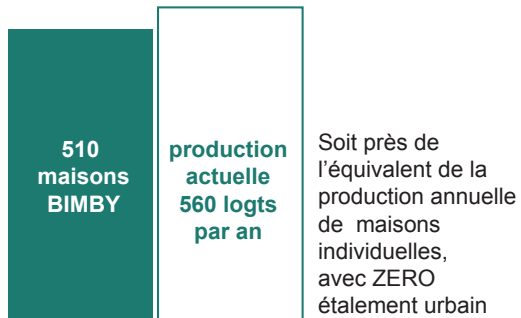 510
maisons
BIMBY
production
actuelle
560 logts
par an
Soit près de
l'équivalent de la
production annuelle
de  maisons
individuelles,
avec ZERO
étalement urbain